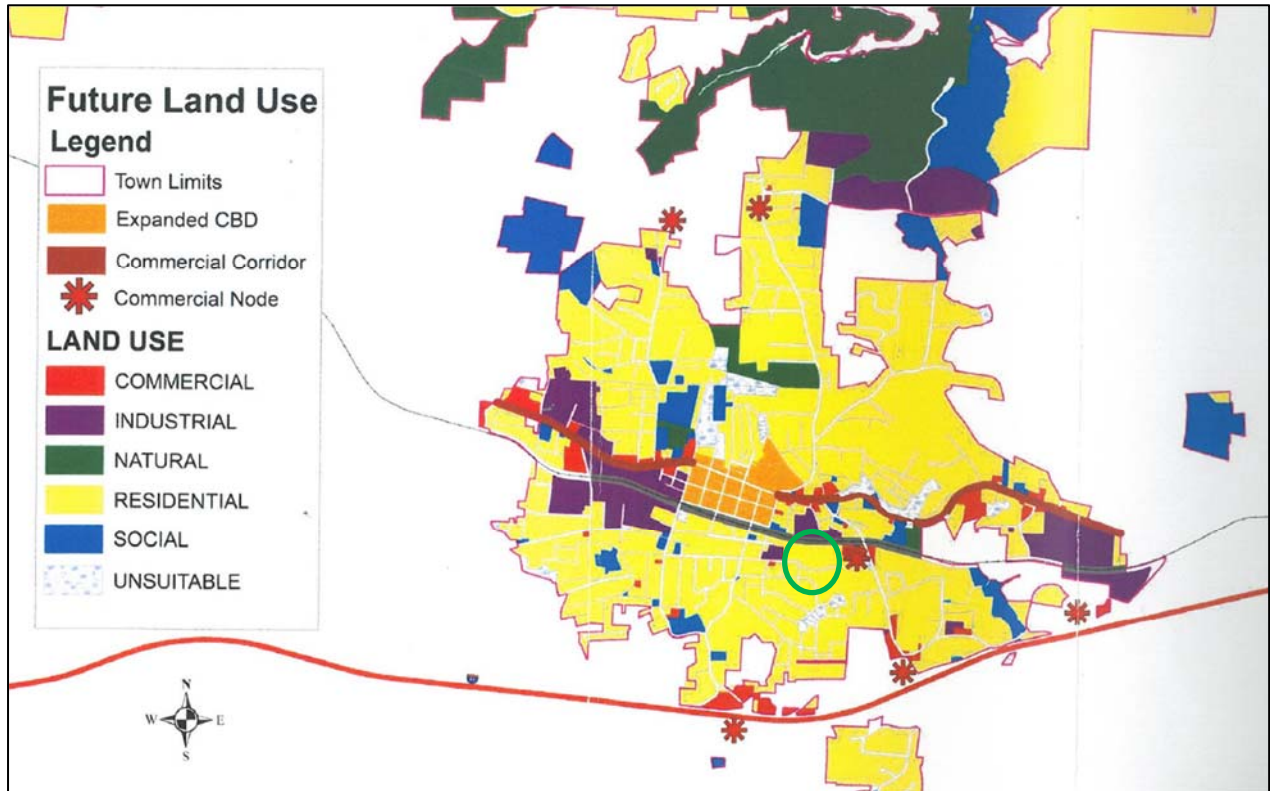 Future Land Use
Legend
Town Limits
Expanded CBD
Commercial Corridor
Commercial Node
LAND USE
COMMERCIAL
INDUSTRIAL
NATURAL
RESIDENTIAL
SOCIAL
UNSUITABLE
N
W E
S